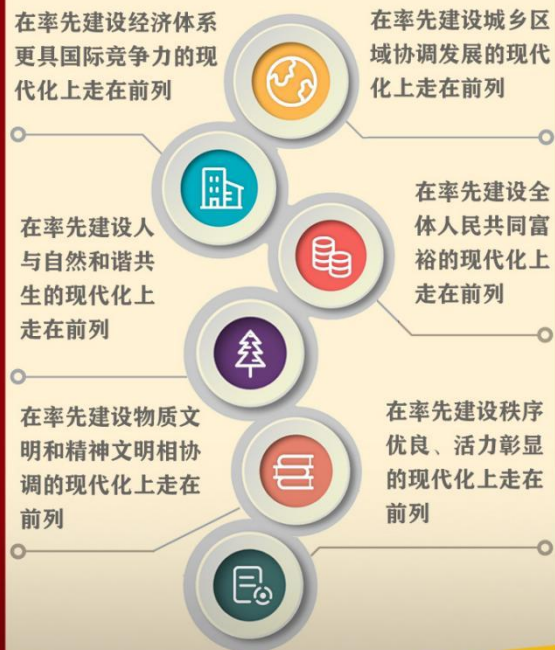 在率先建设经济体系
更具国际竞争力的现
代化上走在前列
在率先建设城乡区
域协调发展的现代
化上走在前列
在率先建设人
与自然和谐共
生的现代化上
走在前列
在率先建设全
体人民共同富
裕的现代化上
走在前列
在率先建设物质文
明和精神文明相协
调的现代化上走在
前列
在率先建设秩序
优良、活力彰显
的现代化上走在
前列